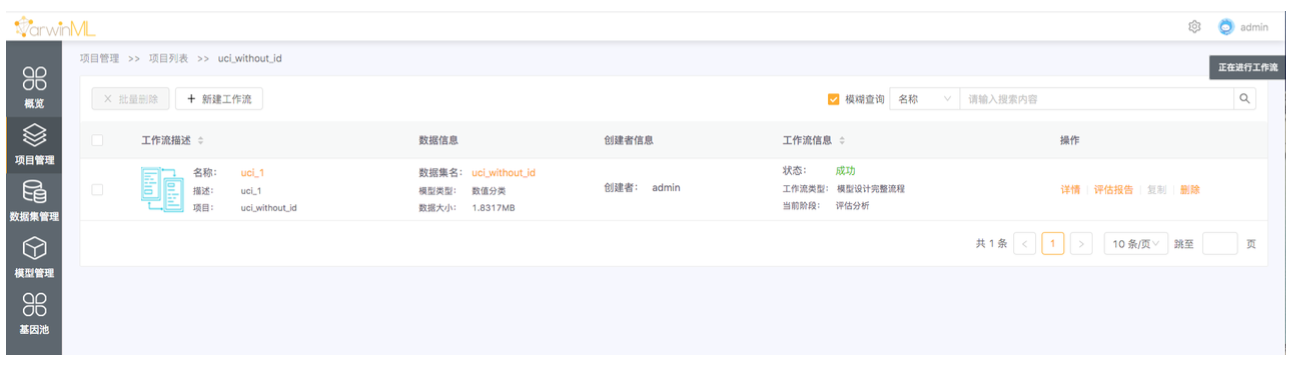 DarwinML
admin
项目管理 >> 项目列表 >> uci_without_id
正在进行工作流
概览
项目管理
数据集管理
模型管理
基因池
× 批量删除 + 新建工作流 模糊查询 名称 请输入搜索内容
工作流描述 数据信息 创建者信息 工作流信息 操作
名称: uci_1 数据集名: uci_without_id 状态: 成功
描述: uci_1 模型类型: 数值分类 创建者: admin 工作流类型: 模型设计完整流程 详情 评估报告 复制 删除
项目: uci_without_id 数据大小: 1.8317MB 当前阶段: 评估分析
共 1 条 < 1 > 10 条/页 跳至 页